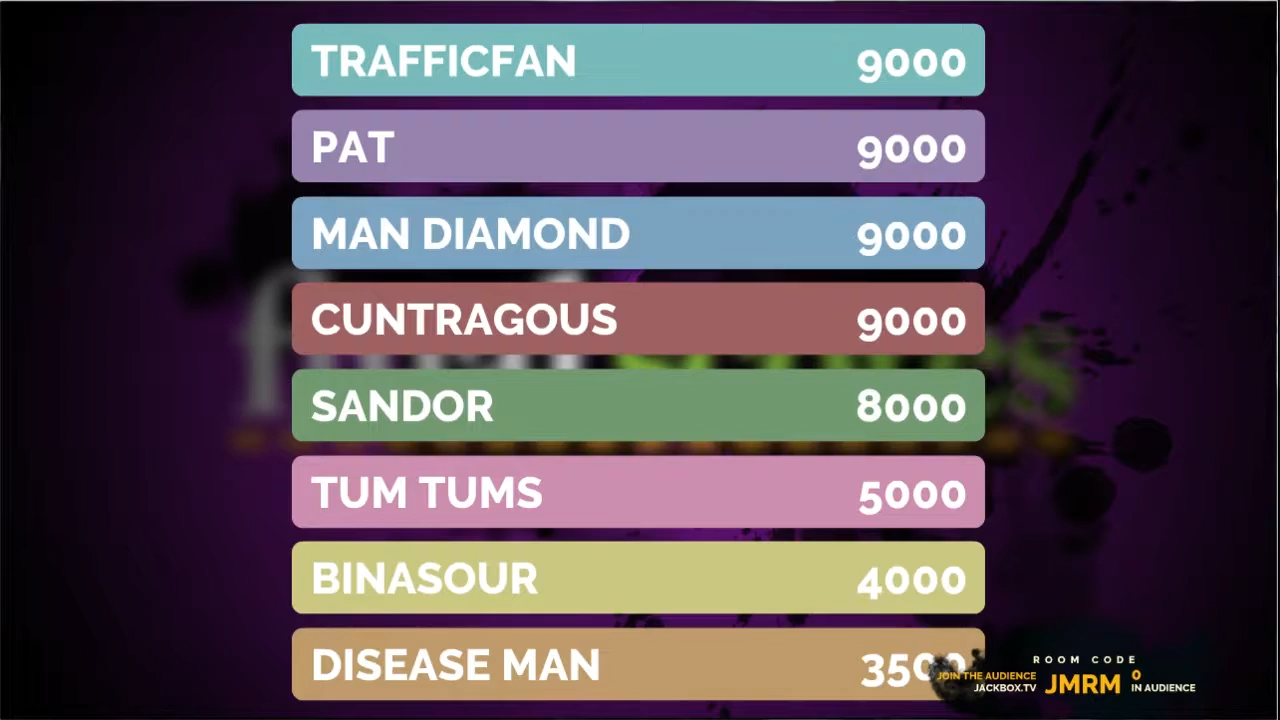 TRAFFICFAN 9000
PAT 9000
MAN DIAMOND 9000
CUNTRAGOUS 9000
SANDOR 8000
TUM TUMS 5000
BINASOUR 4000
DISEASE MAN 3500
ROOM CODE
JOIN THE AUDIENCE
JACKBOX.TV
JMRM
0
IN AUDIENCE